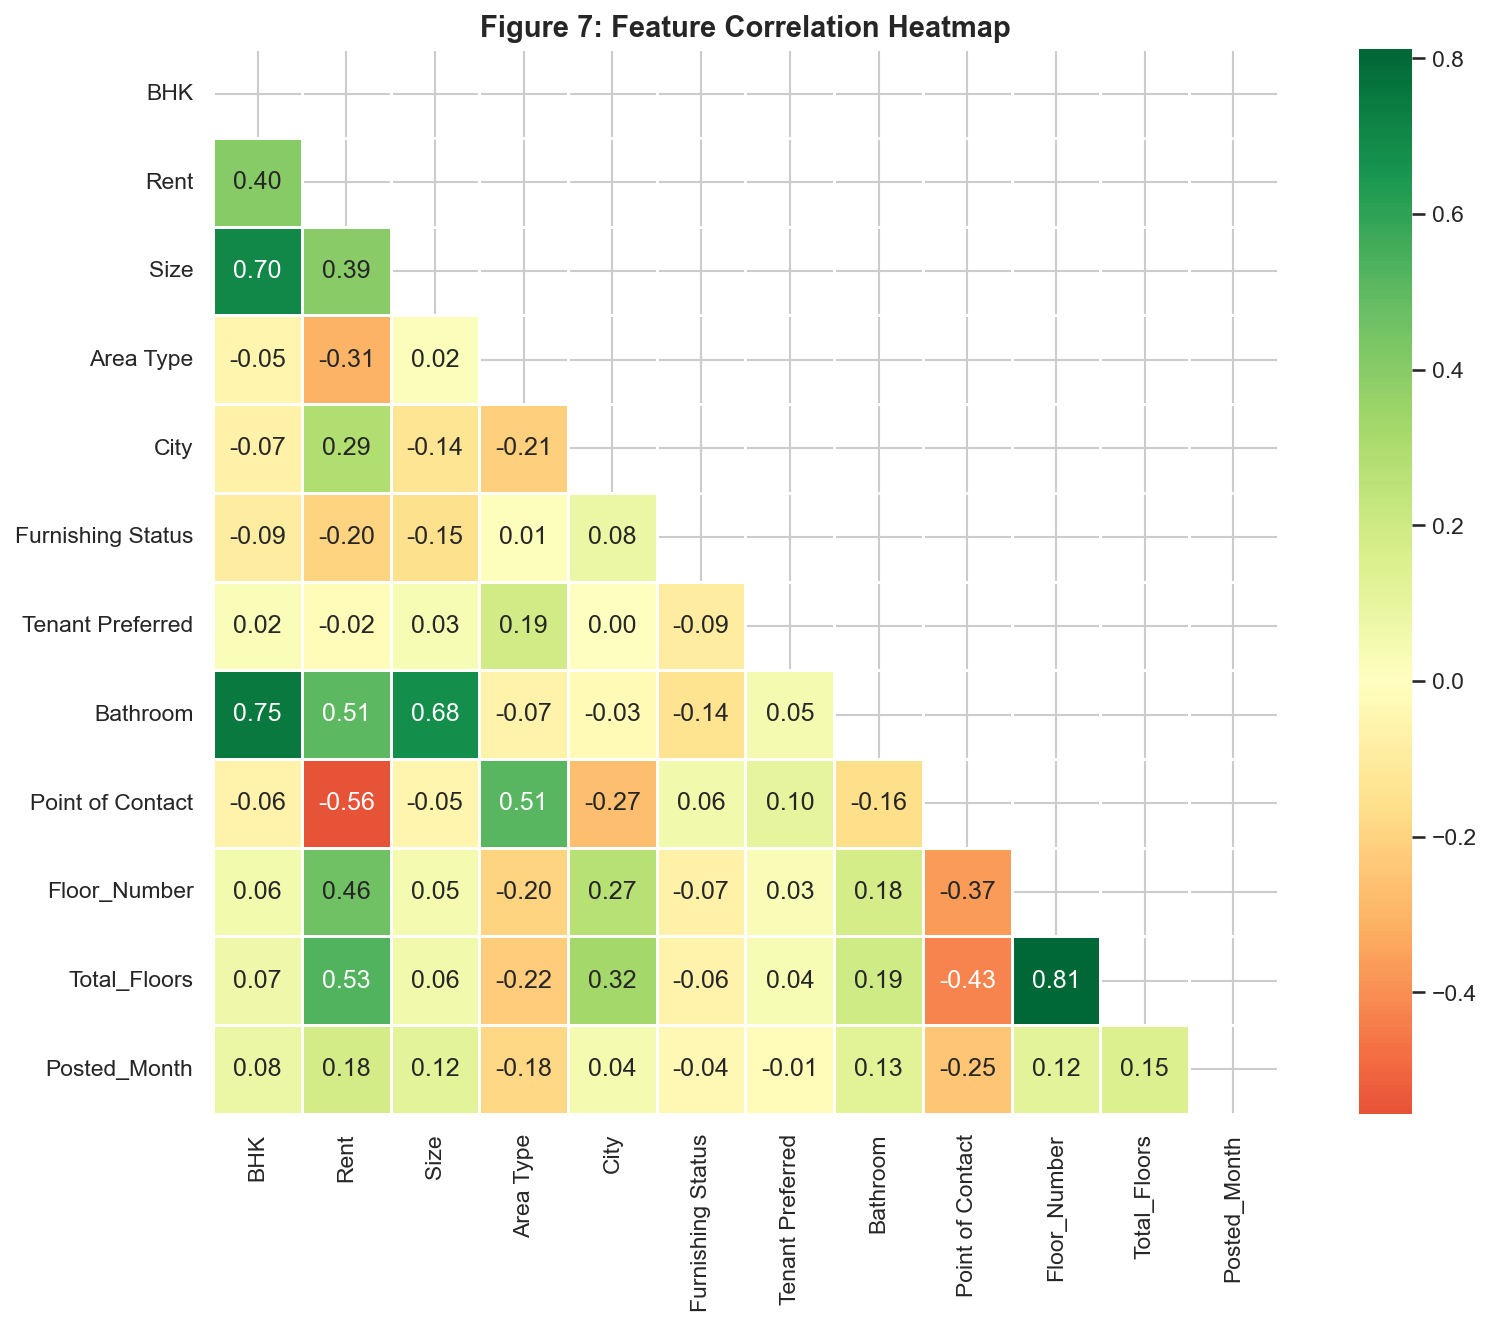 Figure 7: Feature Correlation Heatmap
BHK
Rent 0.40
Size 0.70 0.39
Area Type -0.05 -0.31 0.02
City -0.07 0.29 -0.14 -0.21
Furnishing Status -0.09 -0.20 -0.15 0.01 0.08
Tenant Preferred 0.02 -0.02 0.03 0.19 0.00 -0.09
Bathroom 0.75 0.51 0.68 -0.07 -0.03 -0.14 0.05
Point of Contact -0.06 -0.56 -0.05 0.51 -0.27 0.06 0.10 -0.16
Floor_Number 0.06 0.46 0.05 -0.20 0.27 -0.07 0.03 0.18 -0.37
Total_Floors 0.07 0.53 0.06 -0.22 0.32 -0.06 0.04 0.19 -0.43 0.81
Posted_Month 0.08 0.18 0.12 -0.18 0.04 -0.04 -0.01 0.13 -0.25 0.12 0.15
BHK
Rent
Size
Area Type
City
Furnishing Status
Tenant Preferred
Bathroom
Point of Contact
Floor_Number
Total_Floors
Posted_Month
0.8
0.6
0.4
0.2
0.0
−0.2
−0.4